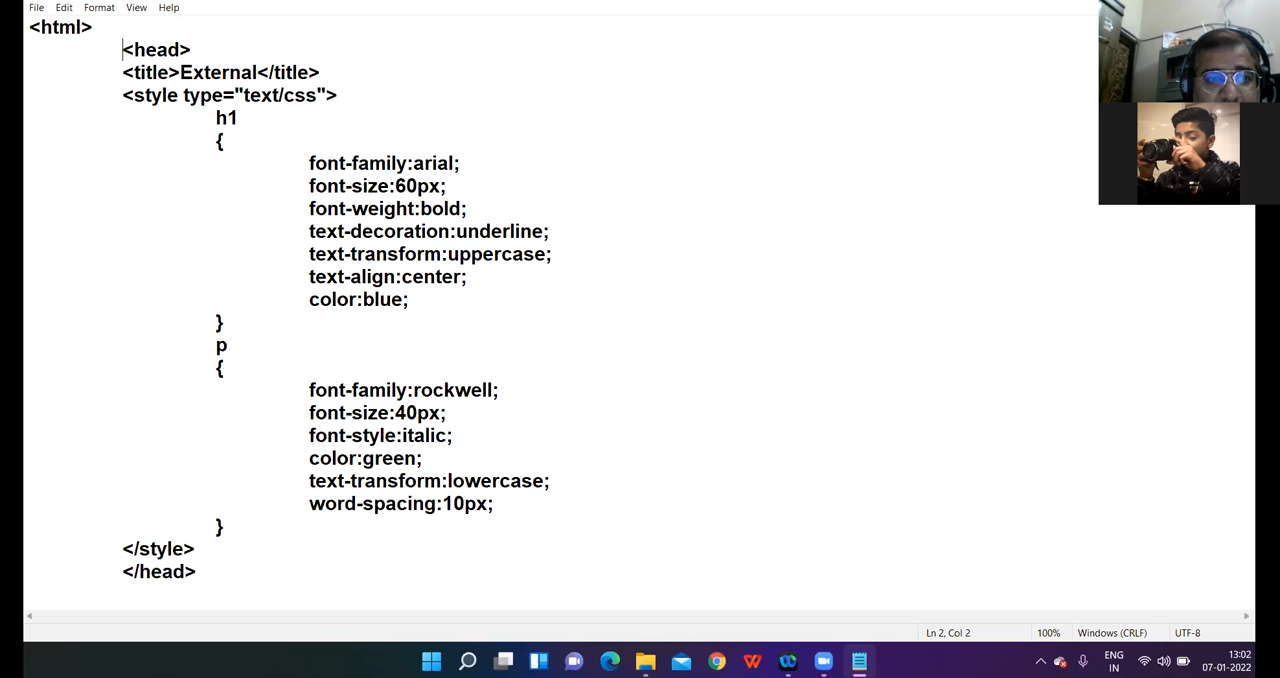 File Edit Format View Help
<html>
<head>
<title>External</title>
<style type="text/css">
h1
{
font-family:arial;
font-size:60px;
font-weight:bold;
text-decoration:underline;
text-transform:uppercase;
text-align:center;
color:blue;
}
p
{
font-family:rockwell;
font-size:40px;
font-style:italic;
color:green;
text-transform:lowercase;
word-spacing:10px;
}
</style>
</head>
Ln 2, Col 2 100% Windows (CRLF) UTF-8
ENG 13:02
IN 07-01-2022